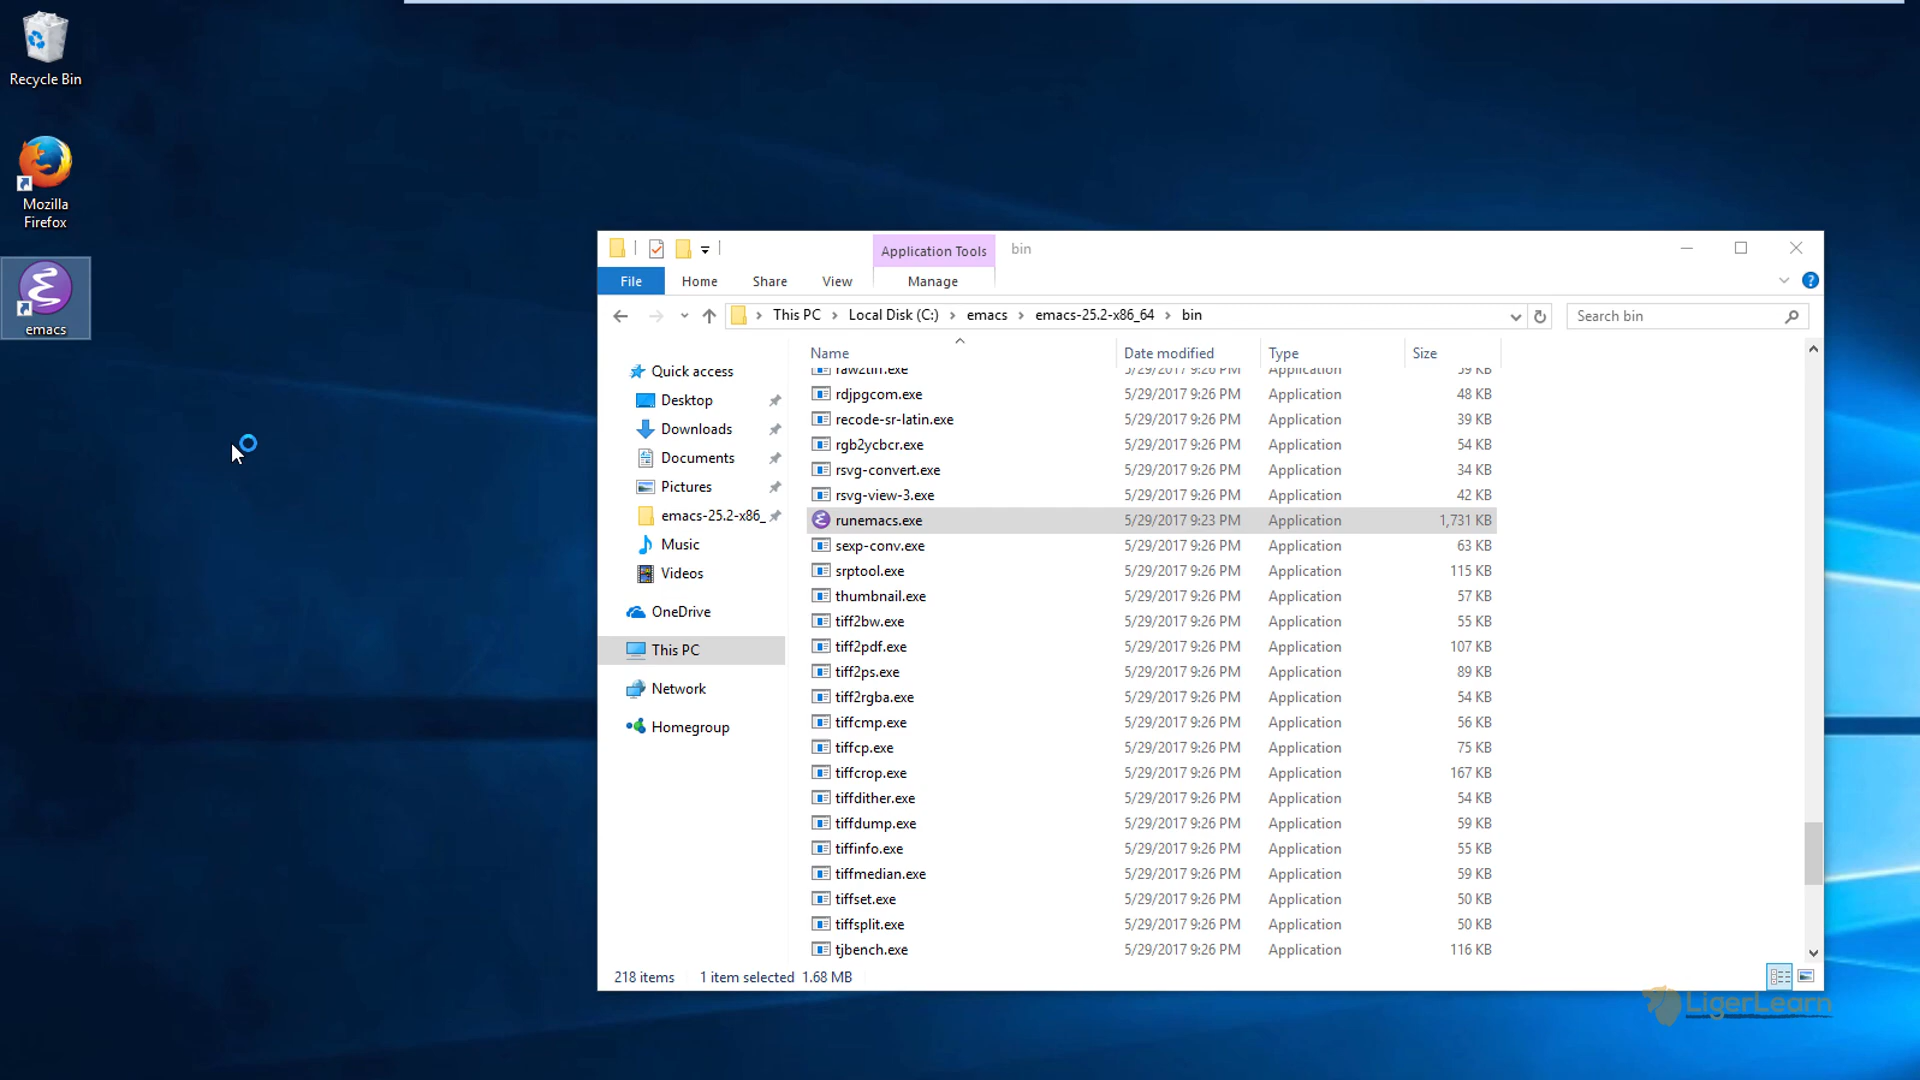 Recycle Bin
Mozilla
Firefox
emacs
Application Tools
bin
File
Home
Share
View
Manage
This PC
Local Disk (C:)
emacs
emacs-25.2-x86_64
bin
Search bin
Quick access
Desktop
Downloads
Documents
Pictures
emacs-25.2-x86_
Music
Videos
OneDrive
This PC
Network
Homegroup
Name Date modified Type Size
raw2tiff.exe 5/29/2017 9:26 PM Application 59 KB
rdjpgcom.exe 5/29/2017 9:26 PM Application 48 KB
recode-sr-latin.exe 5/29/2017 9:26 PM Application 39 KB
rgb2ycbcr.exe 5/29/2017 9:26 PM Application 54 KB
rsvg-convert.exe 5/29/2017 9:26 PM Application 34 KB
rsvg-view-3.exe 5/29/2017 9:26 PM Application 42 KB
runemacs.exe 5/29/2017 9:23 PM Application 1,731 KB
sexp-conv.exe 5/29/2017 9:26 PM Application 63 KB
srptool.exe 5/29/2017 9:26 PM Application 115 KB
thumbnail.exe 5/29/2017 9:26 PM Application 57 KB
tiff2bw.exe 5/29/2017 9:26 PM Application 55 KB
tiff2pdf.exe 5/29/2017 9:26 PM Application 107 KB
tiff2ps.exe 5/29/2017 9:26 PM Application 89 KB
tiff2rgba.exe 5/29/2017 9:26 PM Application 54 KB
tiffcmp.exe 5/29/2017 9:26 PM Application 56 KB
tiffcp.exe 5/29/2017 9:26 PM Application 75 KB
tiffcrop.exe 5/29/2017 9:26 PM Application 167 KB
tiffdither.exe 5/29/2017 9:26 PM Application 54 KB
tiffdump.exe 5/29/2017 9:26 PM Application 59 KB
tiffinfo.exe 5/29/2017 9:26 PM Application 55 KB
tiffmedian.exe 5/29/2017 9:26 PM Application 59 KB
tiffset.exe 5/29/2017 9:26 PM Application 50 KB
tiffsplit.exe 5/29/2017 9:26 PM Application 50 KB
tjbench.exe 5/29/2017 9:26 PM Application 116 KB
218 items 1 item selected 1.68 MB
LigerLearn